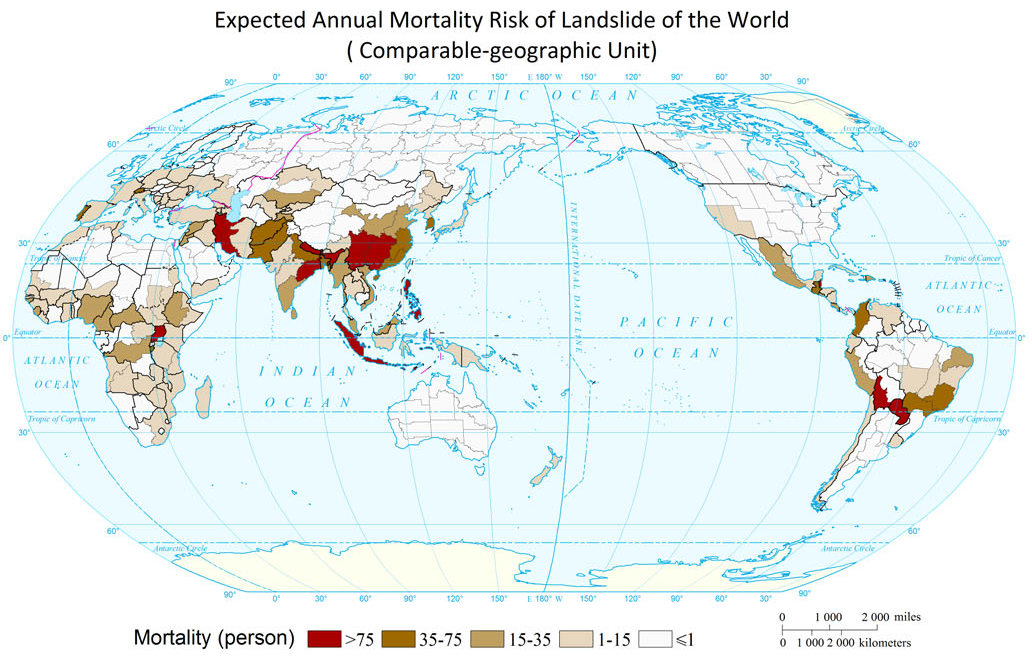 Expected Annual Mortality Risk of Landslide of the World
( Comparable-geographic Unit)
90° 0° 30° 60° 90° 120° 150° E 180° W 150° 120° 90° 60° 30° 90°
ARCTIC OCEAN
Arctic Circle Arctic Circle
60° 60°
30° 30°
Tropic of Cancer Tropic of Cancer
INTERNATIONAL DATE LINE
ATLANTIC
OCEAN
PACIFIC
Equator Equator
0° 0°
OCEAN
ATLANTIC
INDIAN
OCEAN
OCEAN
Tropic of Capricorn Tropic of Capricorn
30° 30°
60° 60°
Antarctic Circle Antarctic Circle
90° 0° 30° 60° 90° 120° 150° E 180° W 150° 120° 90° 60° 30° 90°
0 1 000 2 000 miles
0 1 000 2 000 kilometers
Mortality (person) >75 35-75 15-35 1-15 ≤1